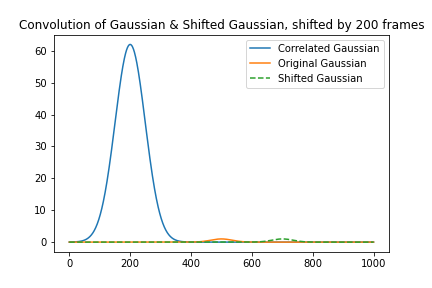 Convolution of Gaussian & Shifted Gaussian, shifted by 200 frames
Correlated Gaussian
Original Gaussian
Shifted Gaussian
60
50
40
30
20
10
0
0 200 400 600 800 1000